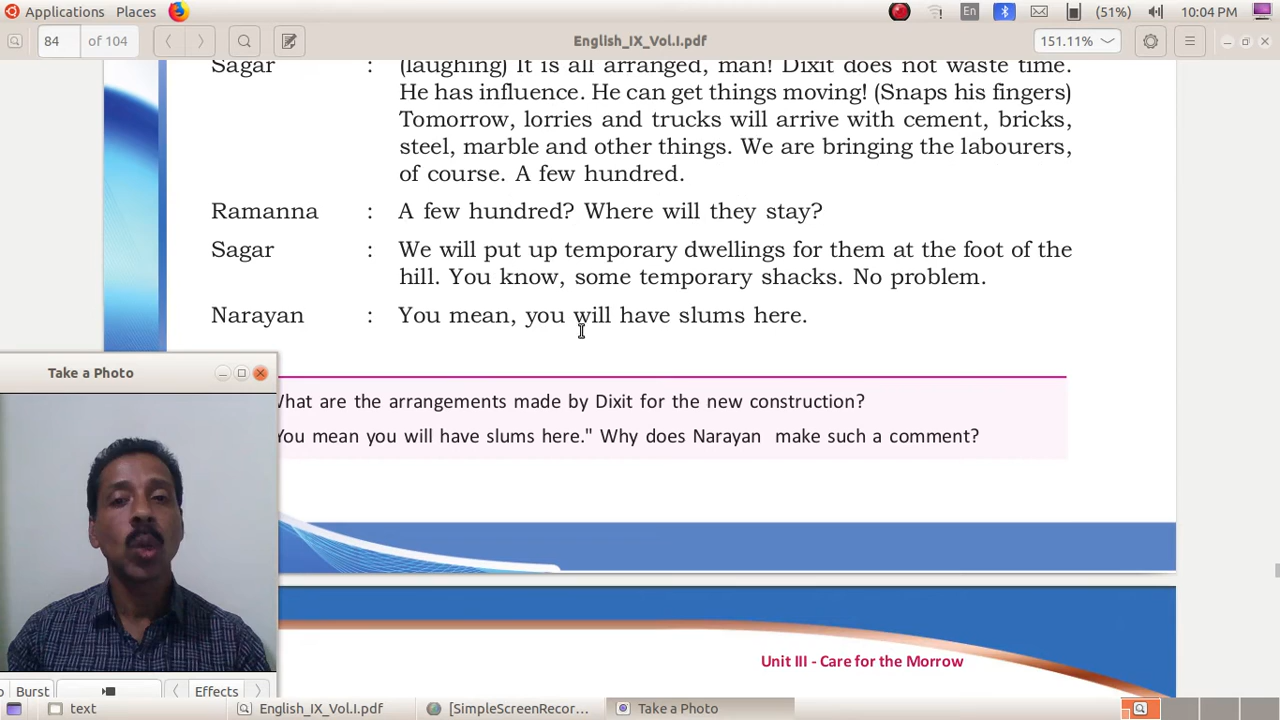 Applications Places En (51%) 10:04 PM
84 of 104 English_IX_Vol.I.pdf 151.11%
Sagar : (laughing) It is all arranged, man! Dixit does not waste time.
He has influence. He can get things moving! (Snaps his fingers)
Tomorrow, lorries and trucks will arrive with cement, bricks,
steel, marble and other things. We are bringing the labourers,
of course. A few hundred.
Ramanna : A few hundred? Where will they stay?
Sagar : We will put up temporary dwellings for them at the foot of the
hill. You know, some temporary shacks. No problem.
Narayan : You mean, you will have slums here.
Take a Photo
What are the arrangements made by Dixit for the new construction?
You mean you will have slums here." Why does Narayan make such a comment?
Unit III - Care for the Morrow
Burst Effects
text English_IX_Vol.I.pdf [SimpleScreenRecor... Take a Photo